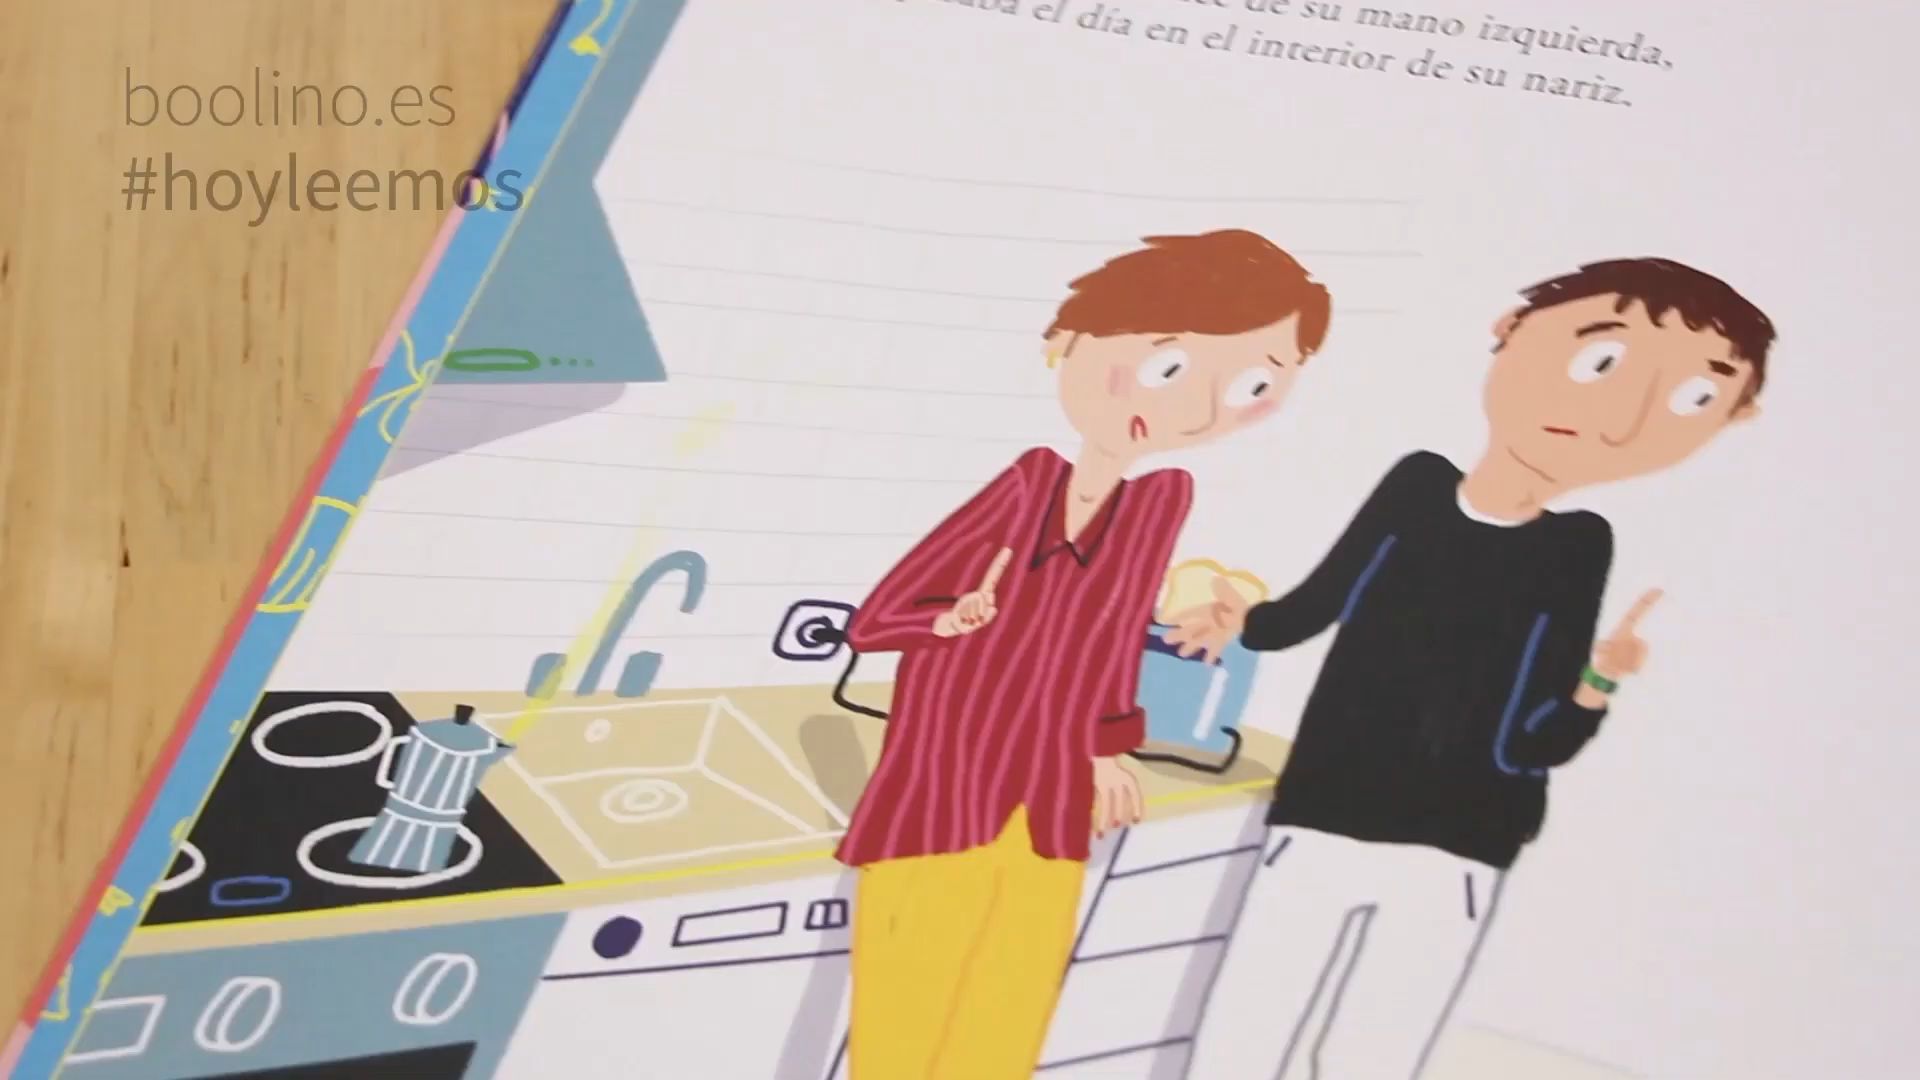 boolino.es
#hoyleemos
de su mano izquierda,
el día en el interior de su nariz.